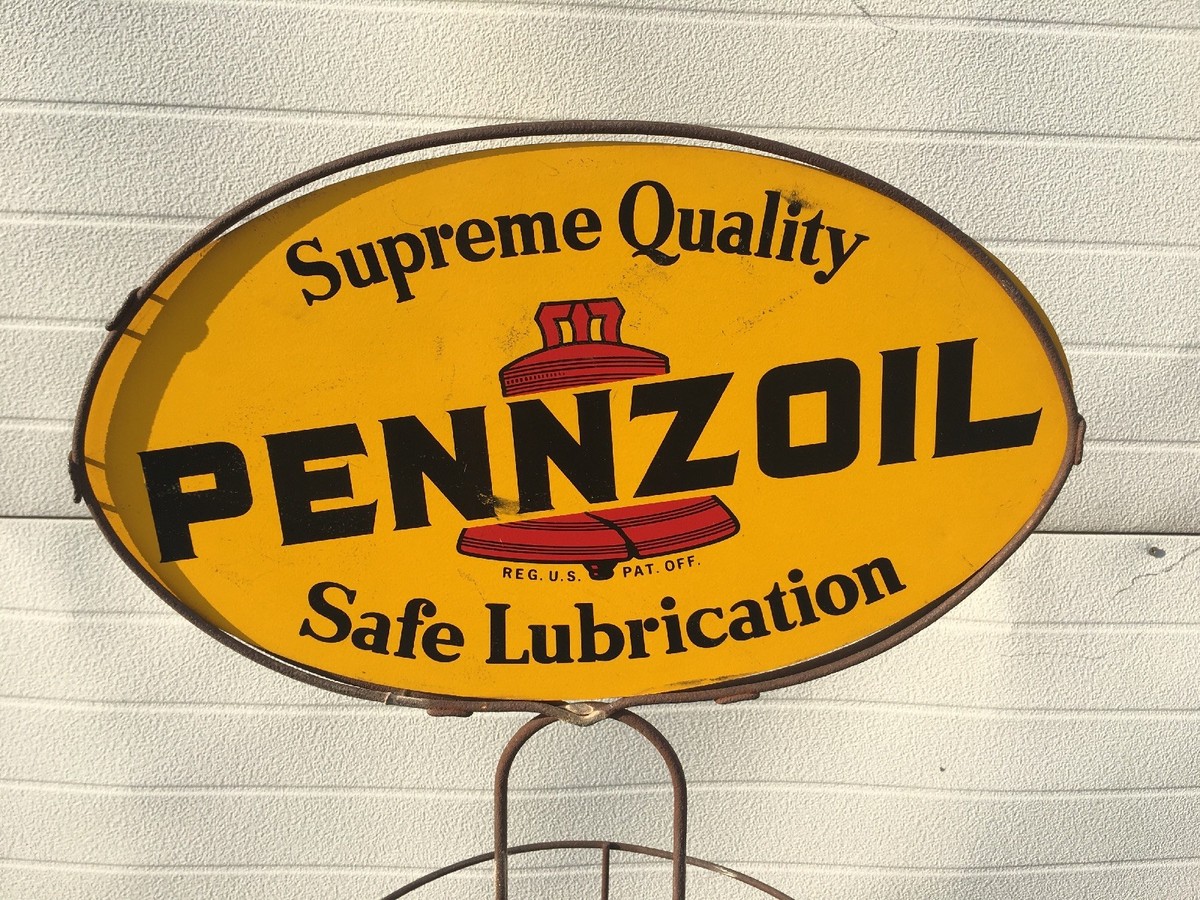 Supreme Quality
PENNZOIL
REG. U.S. PAT. OFF.
Safe Lubrication